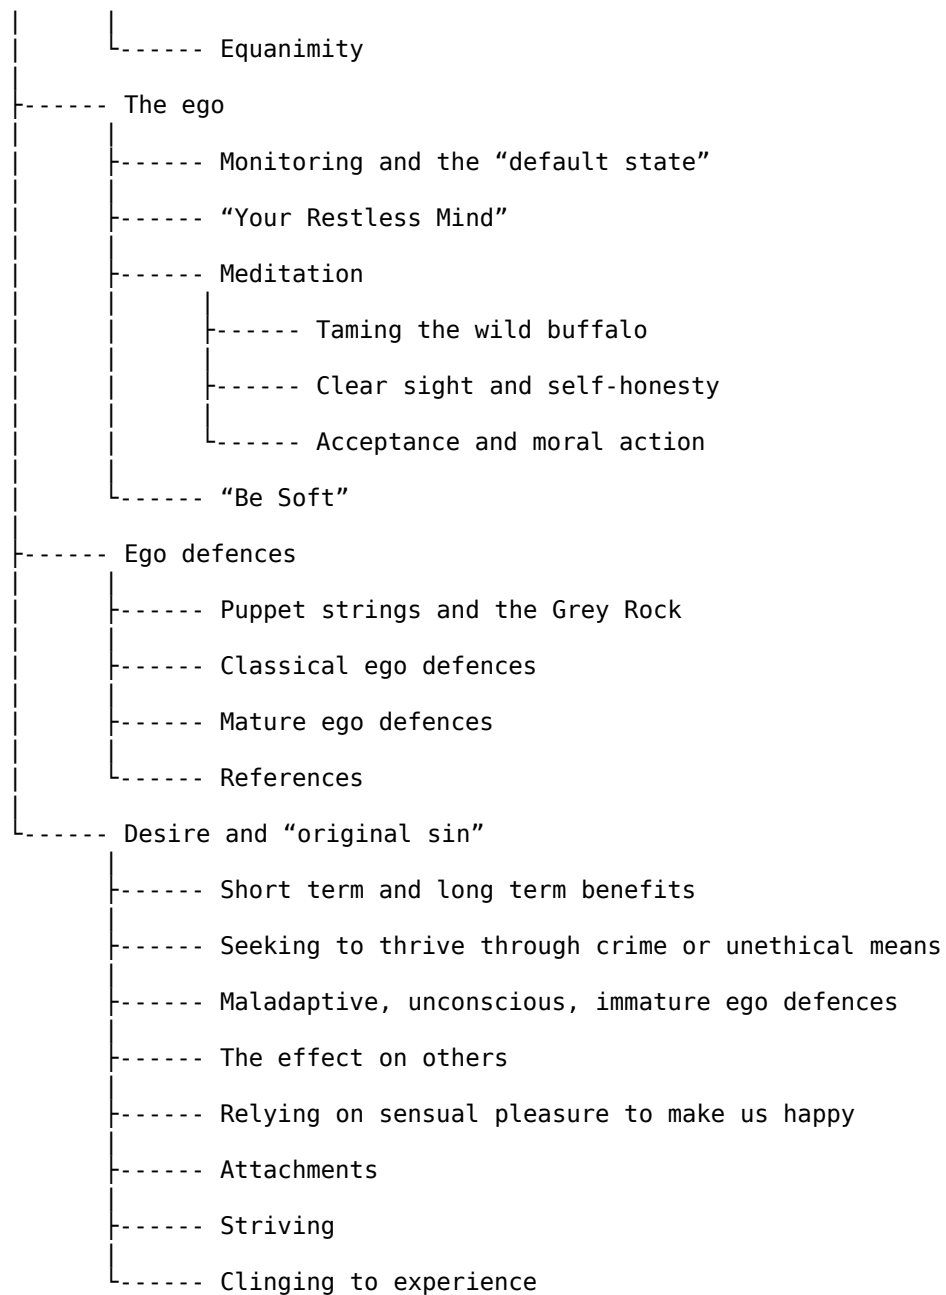 Equanimity
The ego
Monitoring and the “default state”
“Your Restless Mind”
Meditation
Taming the wild buffalo
Clear sight and self-honesty
Acceptance and moral action
“Be Soft”
Ego defences
Puppet strings and the Grey Rock
Classical ego defences
Mature ego defences
References
Desire and “original sin”
Short term and long term benefits
Seeking to thrive through crime or unethical means
Maladaptive, unconscious, immature ego defences
The effect on others
Relying on sensual pleasure to make us happy
Attachments
Striving
Clinging to experience